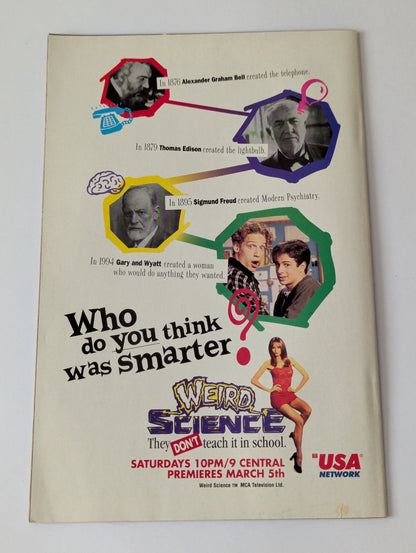 In 1876 Alexander Graham Bell created the telephone.
In 1879 Thomas Edison created the lightbulb.
In 1895 Sigmund Freud created Modern Psychiatry.
In 1994 Gary and Wyatt created a woman
who would do anything they wanted.
Who
do you think
was smarter?
WEIRD
SCIENCE
They DON'T teach it in school.
SATURDAYS 10PM/9 CENTRAL
PREMIERES MARCH 5th
USA
NETWORK
Weird Science ™ MCA Television Ltd.